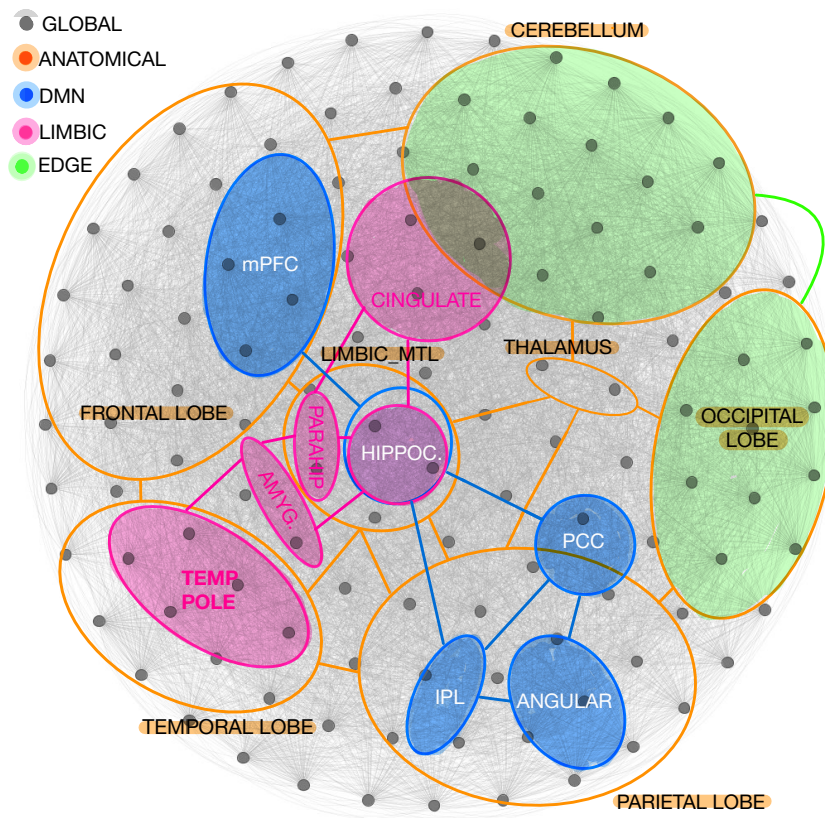 GLOBAL
ANATOMICAL
DMN
LIMBIC
EDGE
CEREBELLUM
mPFC
CINGULATE
LIMBIC_MTL
THALAMUS
FRONTAL LOBE
OCCIPITAL
LOBE
PARAHIP
HIPPOC.
AMYG.
PCC
TEMP
POLE
IPL
ANGULAR
TEMPORAL LOBE
PARIETAL LOBE